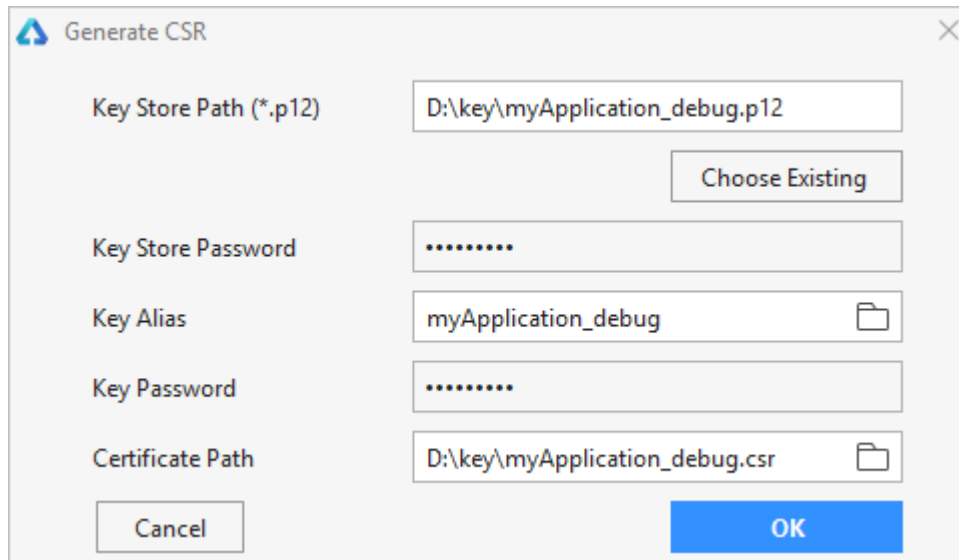 Generate CSR
Key Store Path (*.p12) D:\key\myApplication_debug.p12
Choose Existing
Key Store Password •••••••••
Key Alias myApplication_debug
Key Password •••••••••
Certificate Path D:\key\myApplication_debug.csr
Cancel OK